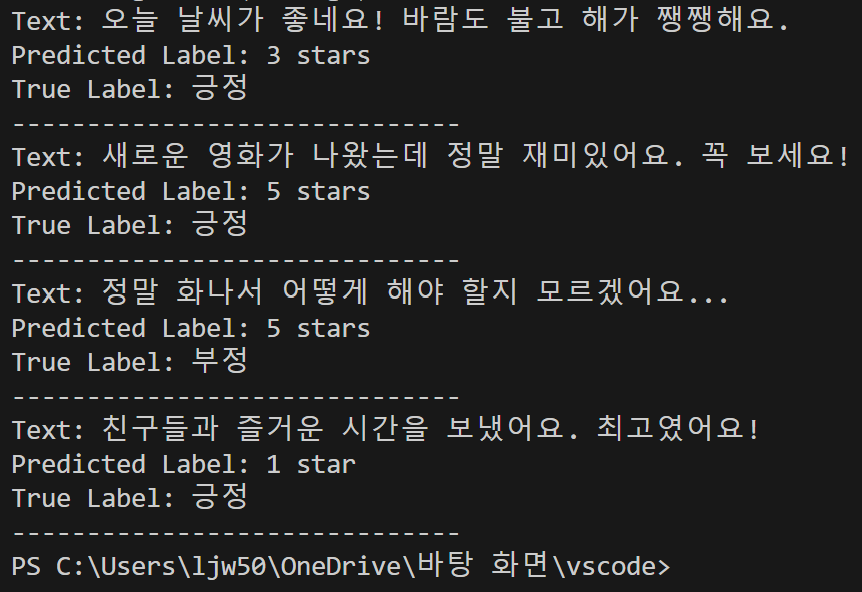 Text: 오늘 날씨가 좋네요! 바람도 불고 해가 쨍쨍해요.
Predicted Label: 3 stars
True Label: 긍정
------------------------------
Text: 새로운 영화가 나왔는데 정말 재미있어요. 꼭 보세요!
Predicted Label: 5 stars
True Label: 긍정
------------------------------
Text: 정말 화나서 어떻게 해야 할지 모르겠어요...
Predicted Label: 5 stars
True Label: 부정
------------------------------
Text: 친구들과 즐거운 시간을 보냈어요. 최고였어요!
Predicted Label: 1 star
True Label: 긍정
------------------------------
PS C:\Users\ljw50\OneDrive\바탕 화면\vscode>